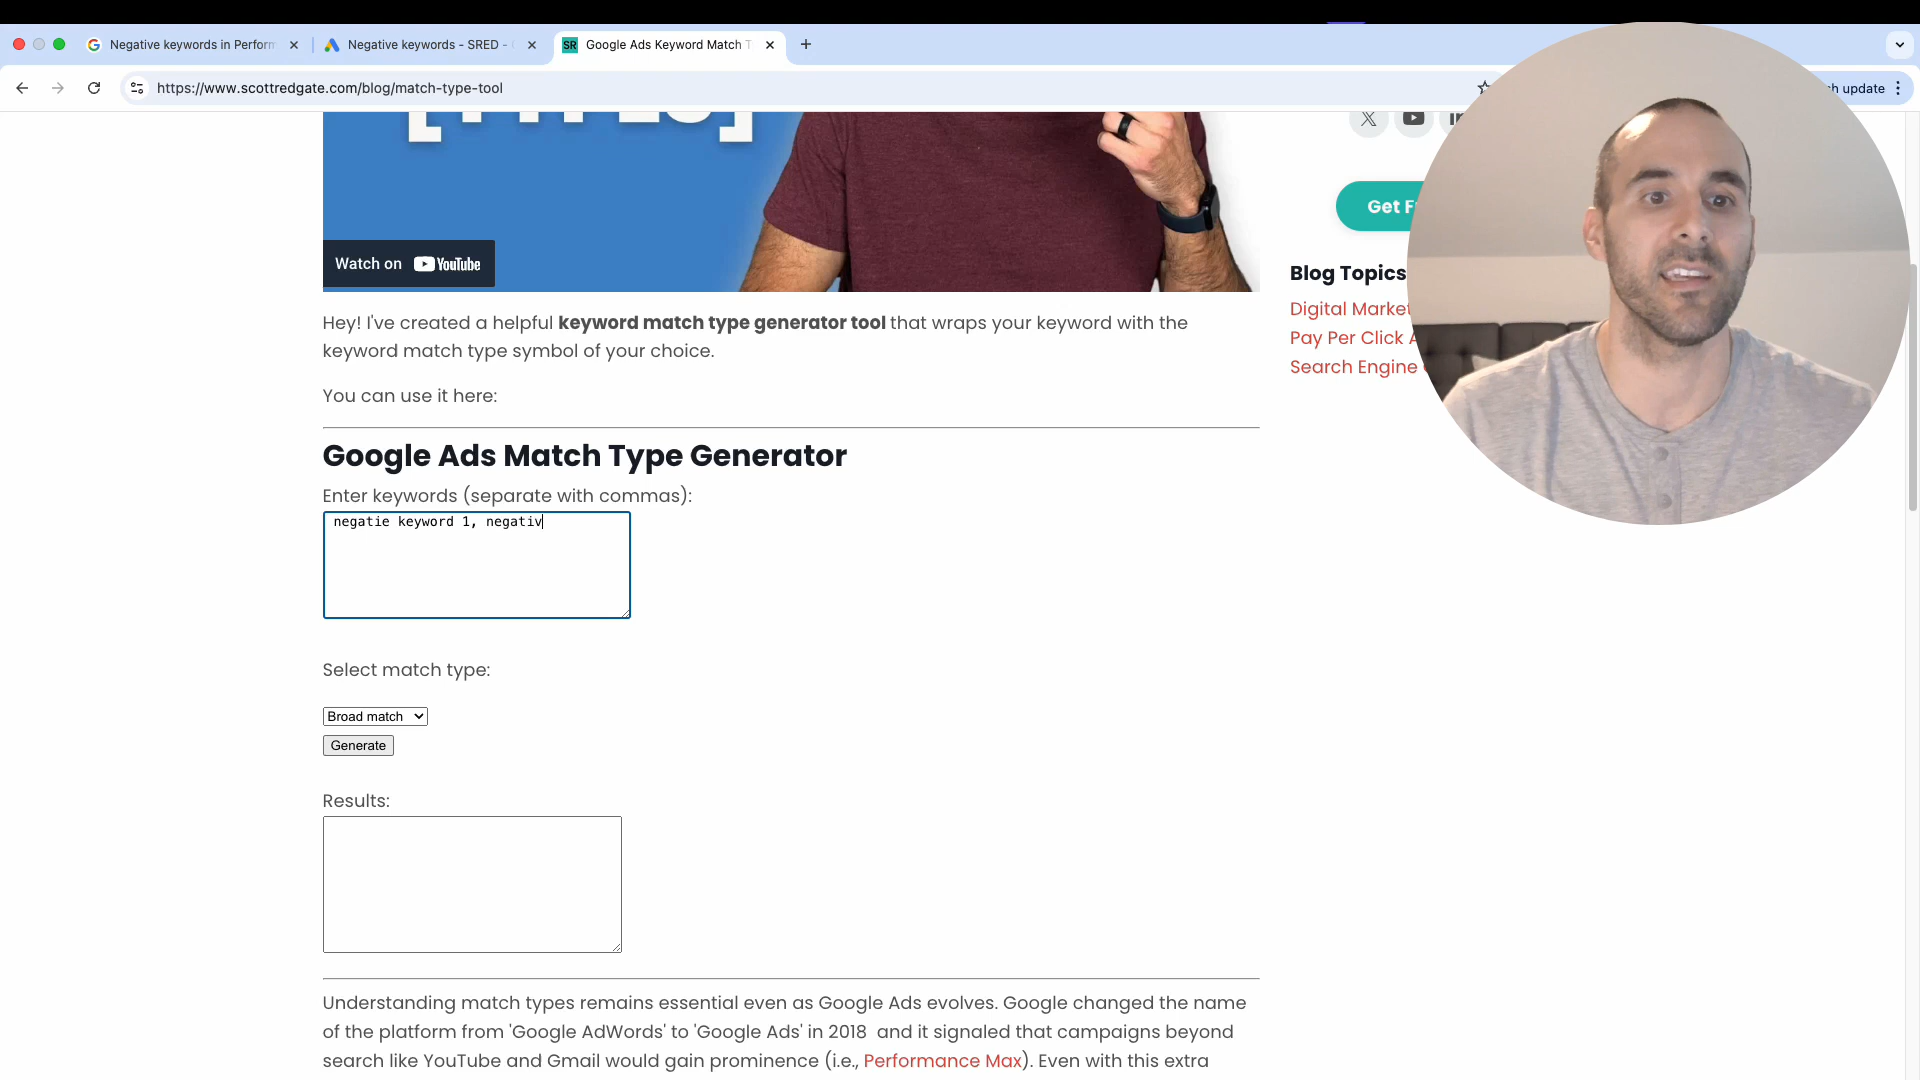 Negative keywords in Perform
Negative keywords - SRED -
SR Google Ads Keyword Match T
https://www.scottredgate.com/blog/match-type-tool
h update
Watch on YouTube
Get F
Hey! I've created a helpful keyword match type generator tool that wraps your keyword with the
keyword match type symbol of your choice.
You can use it here:
Blog Topics
Digital Market
Pay Per Click A
Search Engine
Google Ads Match Type Generator
Enter keywords (separate with commas):
negatie keyword 1, negativ
Select match type:
Broad match
Generate
Results:
Understanding match types remains essential even as Google Ads evolves. Google changed the name
of the platform from 'Google AdWords' to 'Google Ads' in 2018 and it signaled that campaigns beyond
search like YouTube and Gmail would gain prominence (i.e., Performance Max). Even with this extra